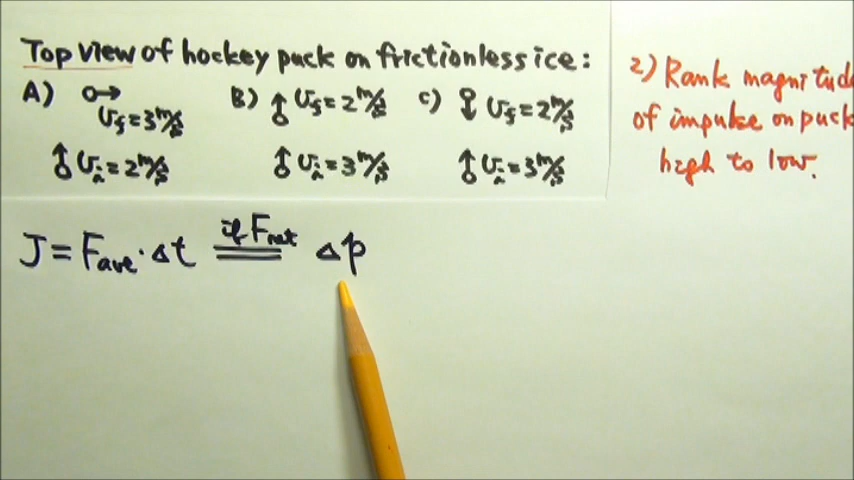 Top View of hockey puck on frictionless ice:
A) v_f = 3 m/s
B) v_f = 2 m/s
C) v_f = 2 m/s
v_i = 2 m/s
v_i = 3 m/s
v_i = 3 m/s
2) Rank magnitude
of impulse on puck
high to low.
J = F_ave · Δt = if F_net Δp